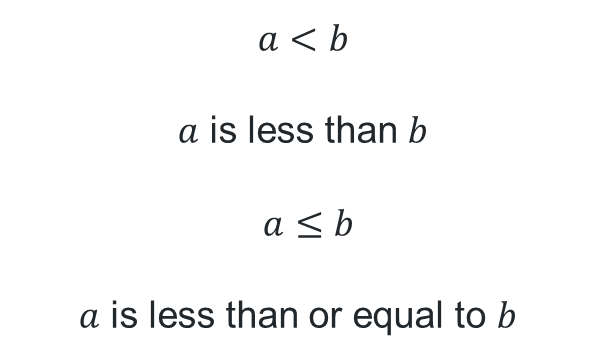 a < b
a is less than b
a ≤ b
a is less than or equal to b